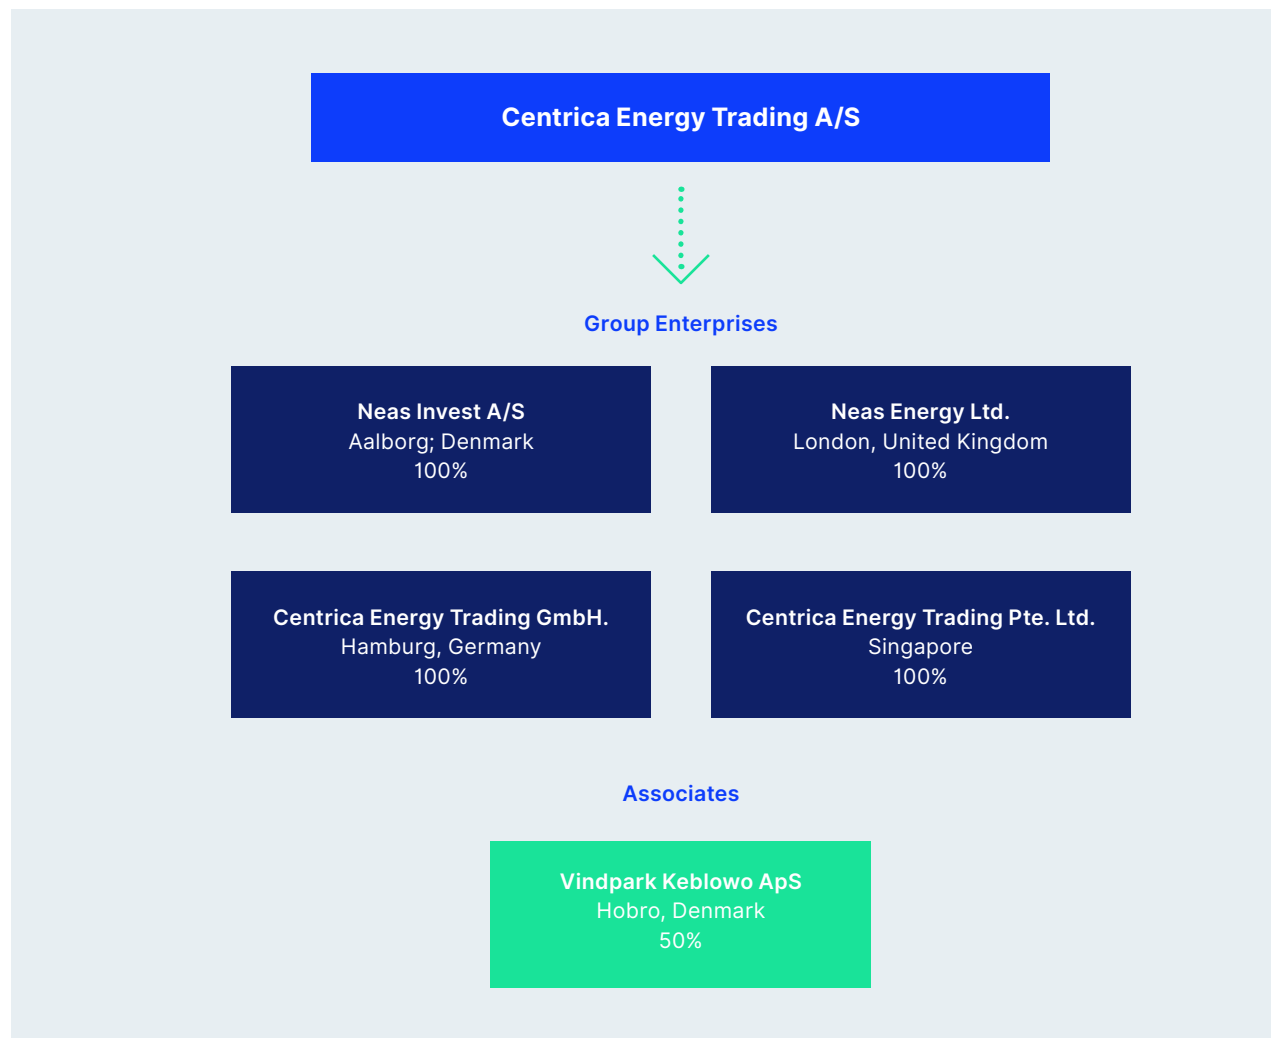 Centrica Energy Trading A/S
Group Enterprises
Neas Invest A/S
Aalborg; Denmark
100%
Neas Energy Ltd.
London, United Kingdom
100%
Centrica Energy Trading GmbH.
Hamburg, Germany
100%
Centrica Energy Trading Pte. Ltd.
Singapore
100%
Associates
Vindpark Keblowo ApS
Hobro, Denmark
50%